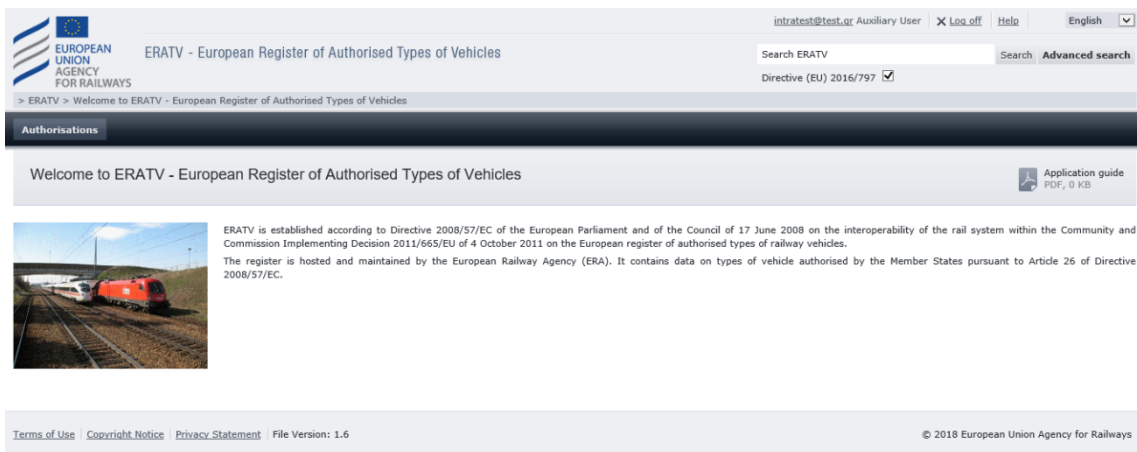 intratest@test.gr Auxiliary User Log off Help English
EUROPEAN
UNION
AGENCY
FOR RAILWAYS
ERATV - European Register of Authorised Types of Vehicles
Search ERATV Search Advanced search
Directive (EU) 2016/797
> ERATV > Welcome to ERATV - European Register of Authorised Types of Vehicles
Authorisations
Welcome to ERATV - European Register of Authorised Types of Vehicles
Application guide
PDF, 0 KB
ERATV is established according to Directive 2008/57/EC of the European Parliament and of the Council of 17 June 2008 on the interoperability of the rail system within the Community and
Commission Implementing Decision 2011/665/EU of 4 October 2011 on the European register of authorised types of railway vehicles.
The register is hosted and maintained by the European Railway Agency (ERA). It contains data on types of vehicle authorised by the Member States pursuant to Article 26 of Directive
2008/57/EC.
Terms of Use Copyright Notice Privacy Statement File Version: 1.6
© 2018 European Union Agency for Railways